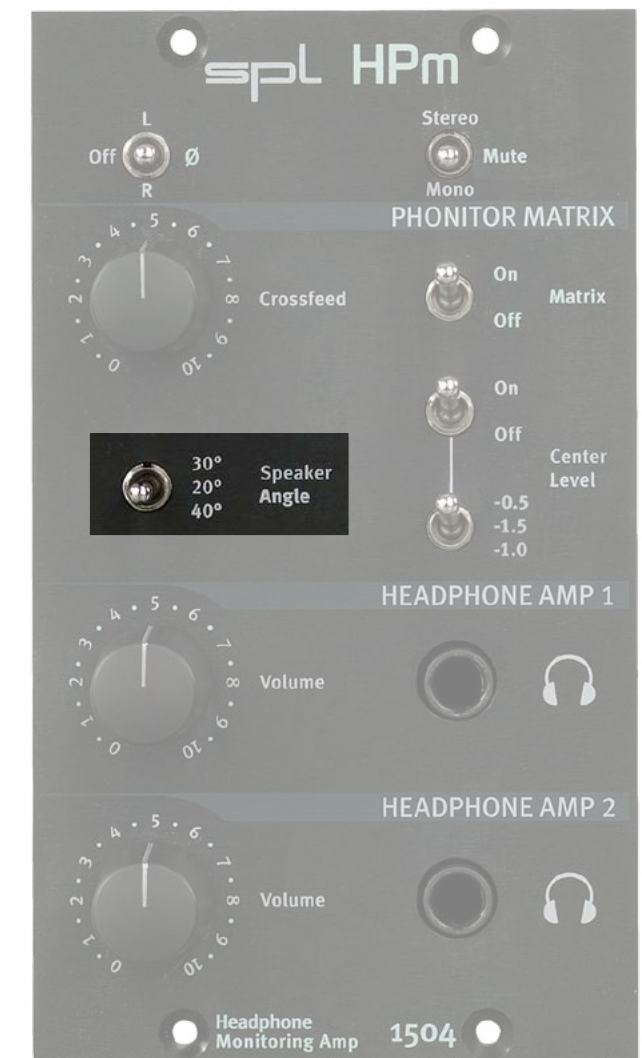 spl HPm
L
Off Ø
R
Stereo
Mute
Mono
PHONITOR MATRIX
0 1 2 3 4 5 6 7 8 9 10
Crossfeed
On
Off
Matrix
On
Off
Center
Level
-0.5
-1.5
-1.0
30°
20°
40°
Speaker
Angle
HEADPHONE AMP 1
0 1 2 3 4 5 6 7 8 9 10
Volume
HEADPHONE AMP 2
0 1 2 3 4 5 6 7 8 9 10
Volume
Headphone
Monitoring Amp
1504